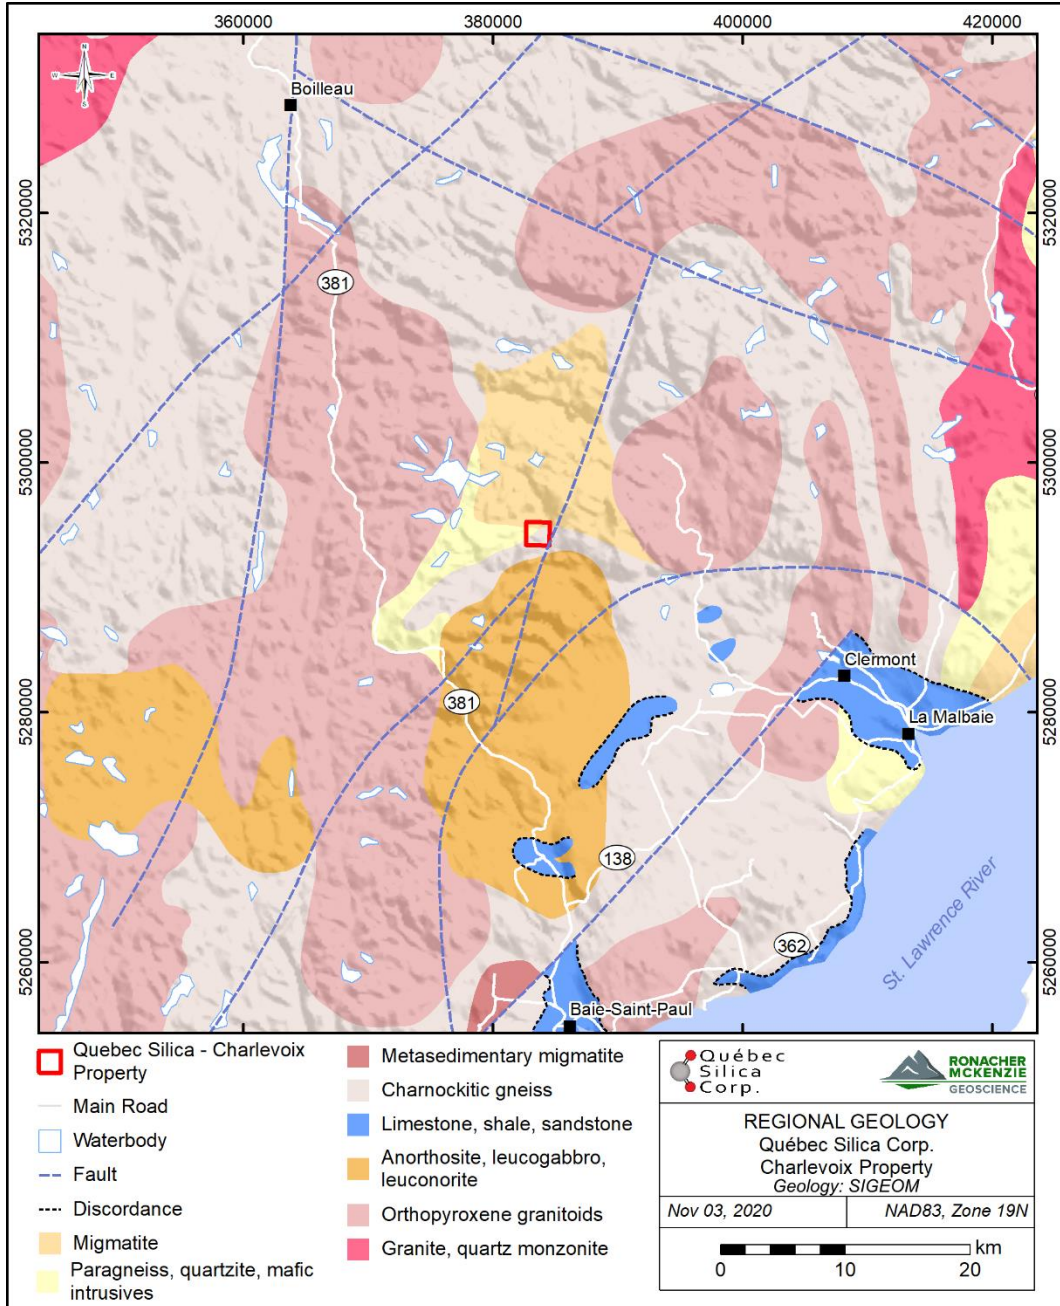 360000 380000 400000 420000
N
W E
S
Boilleau
5320000 5320000
381
5300000 5300000
Clermont
5280000 5280000
381
La Malbaie
138
St. Lawrence River
362
5260000 5260000
Baie-Saint-Paul
Quebec Silica - Charlevoix
Property
Main Road
Waterbody
Fault
Discordance
Migmatite
Paragneiss, quartzite, mafic
intrusives
Metasedimentary migmatite
Charnockitic gneiss
Limestone, shale, sandstone
Anorthosite, leucogabbro,
leuconorite
Orthopyroxene granitoids
Granite, quartz monzonite
Québec
Silica
Corp.
RONACHER
MCKENZIE
GEOSCIENCE
REGIONAL GEOLOGY
Québec Silica Corp.
Charlevoix Property
Geology: SIGEOM
Nov 03, 2020 NAD83, Zone 19N
km
0 10 20